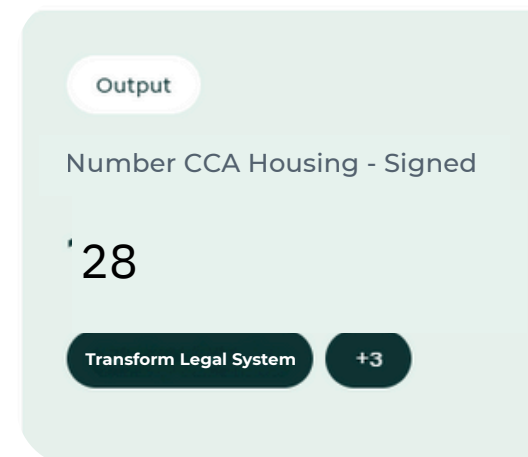 Output
Number CCA Housing - Signed
28
Transform Legal System
+3